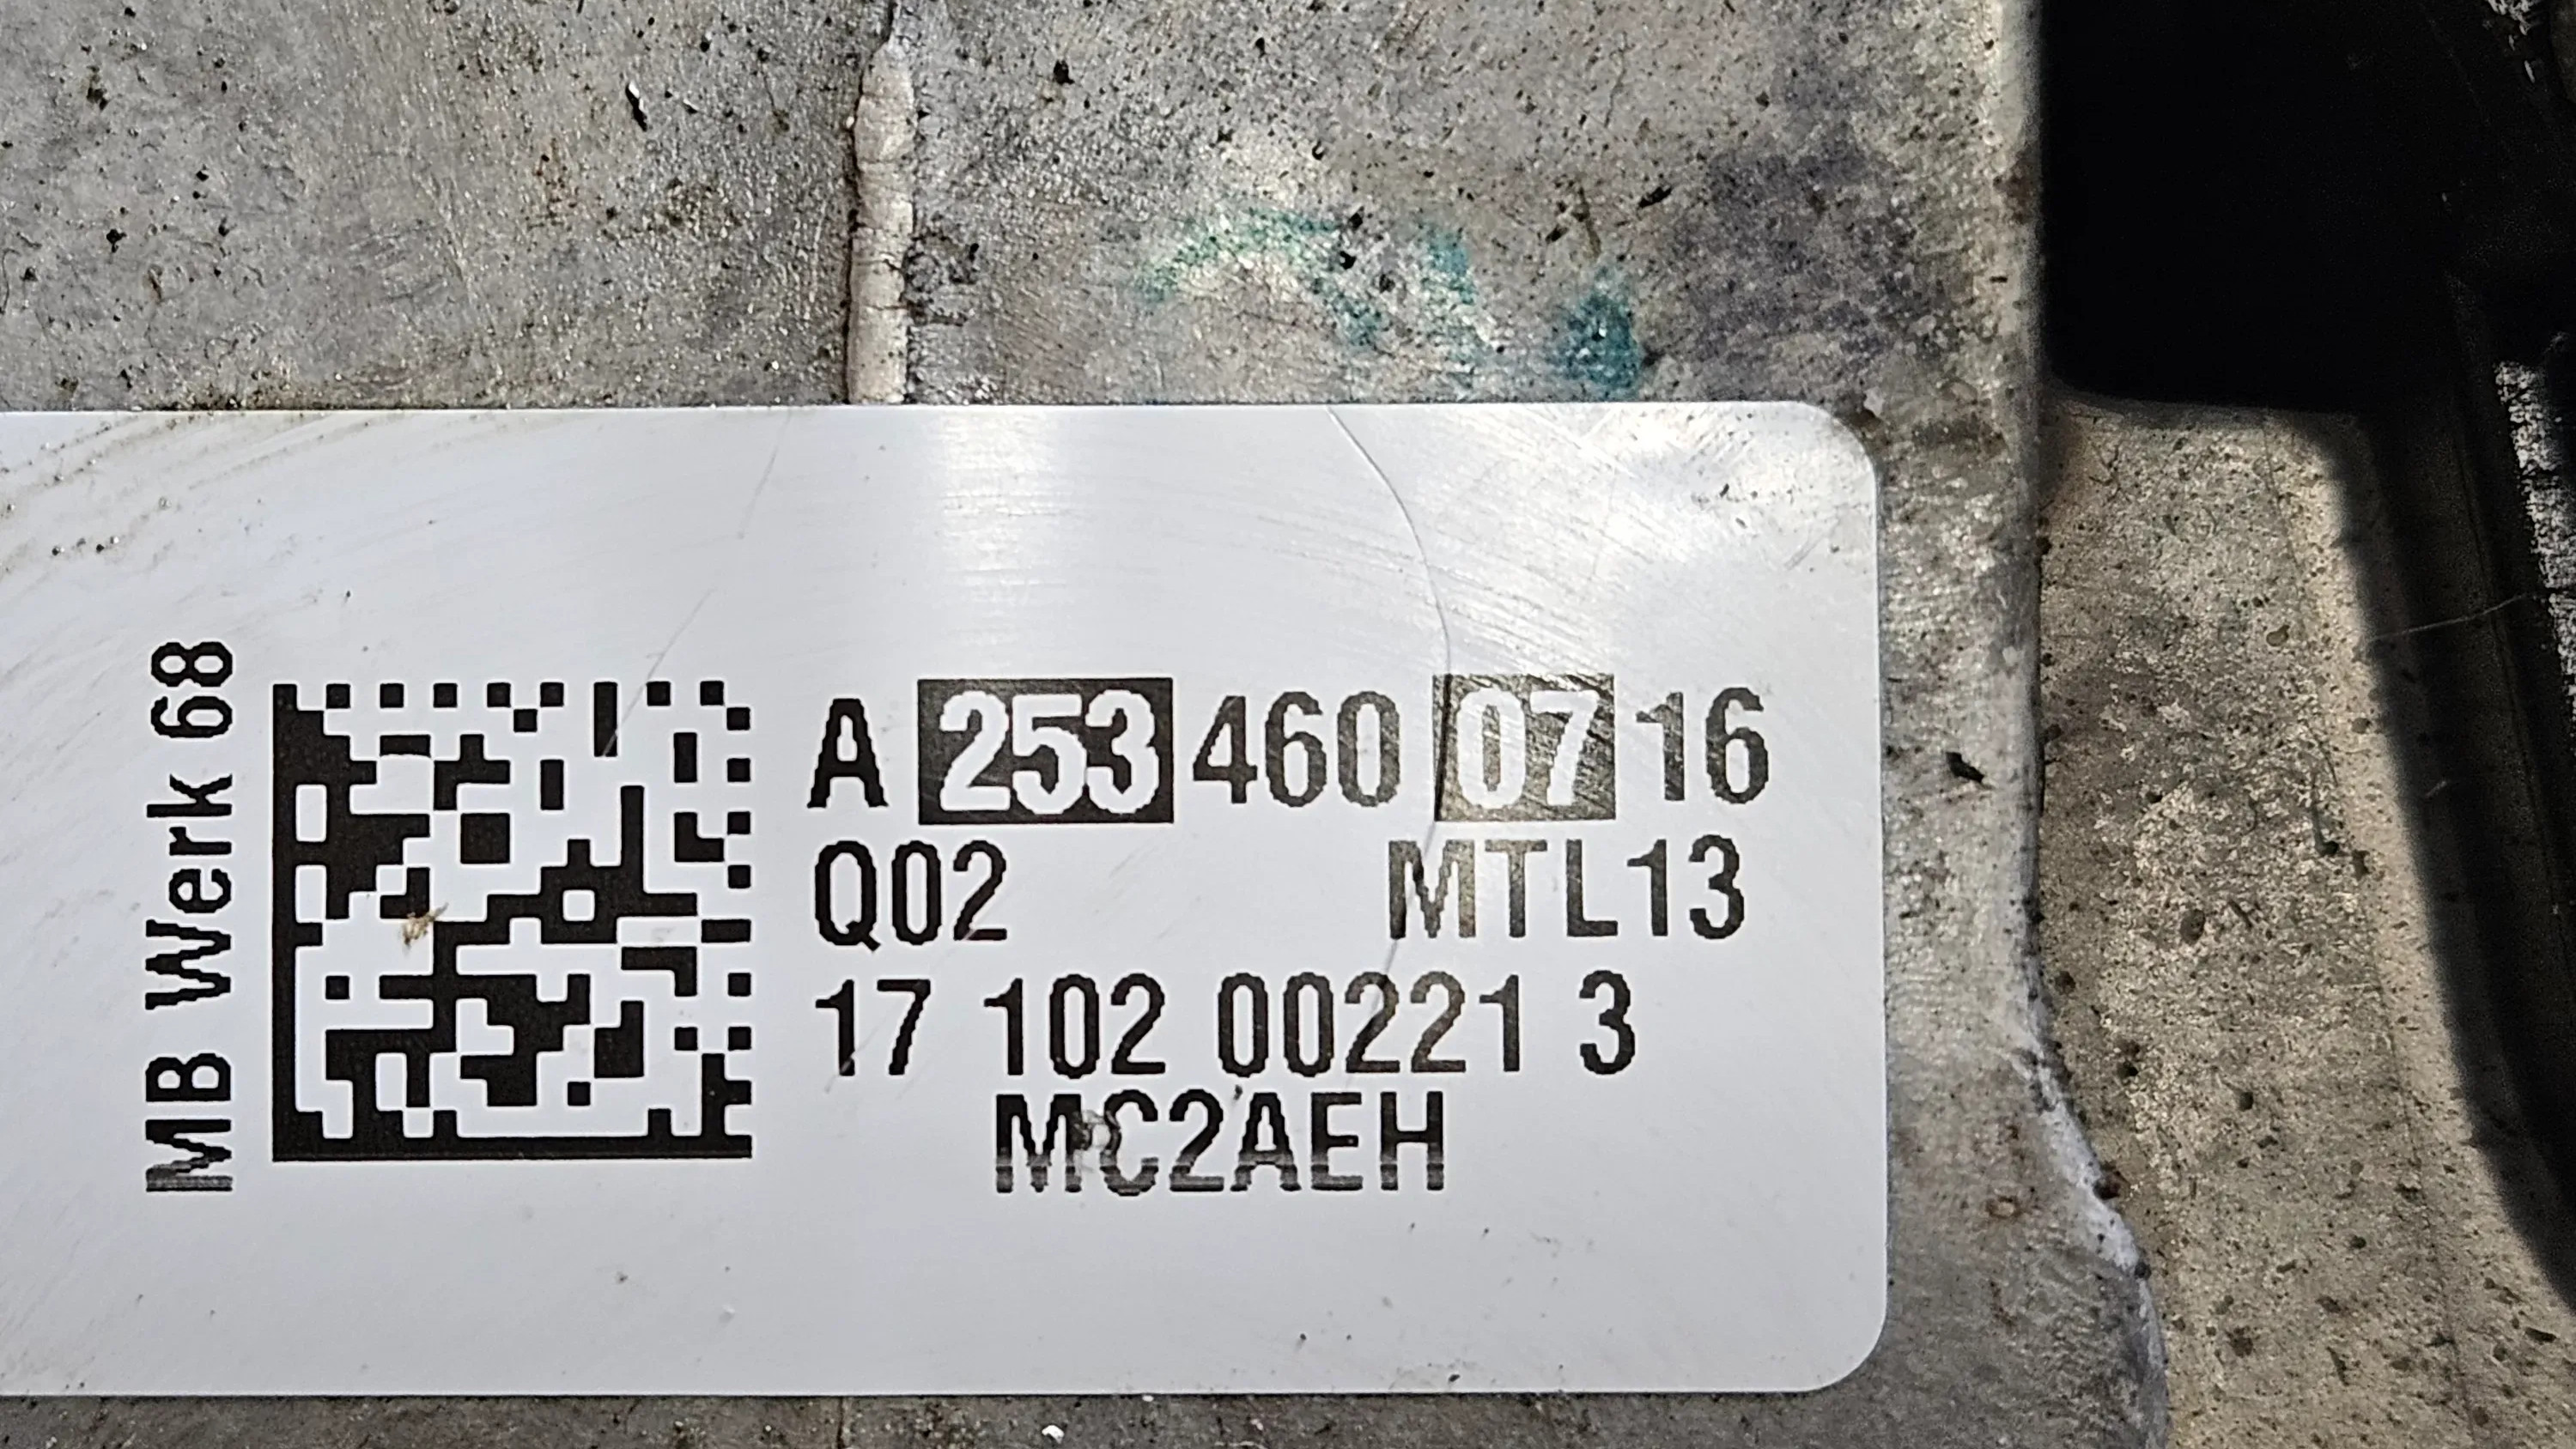 MB Werk 68
A 253 460 07 16
Q02 MTL13
17 102 00221 3
MC2AEH